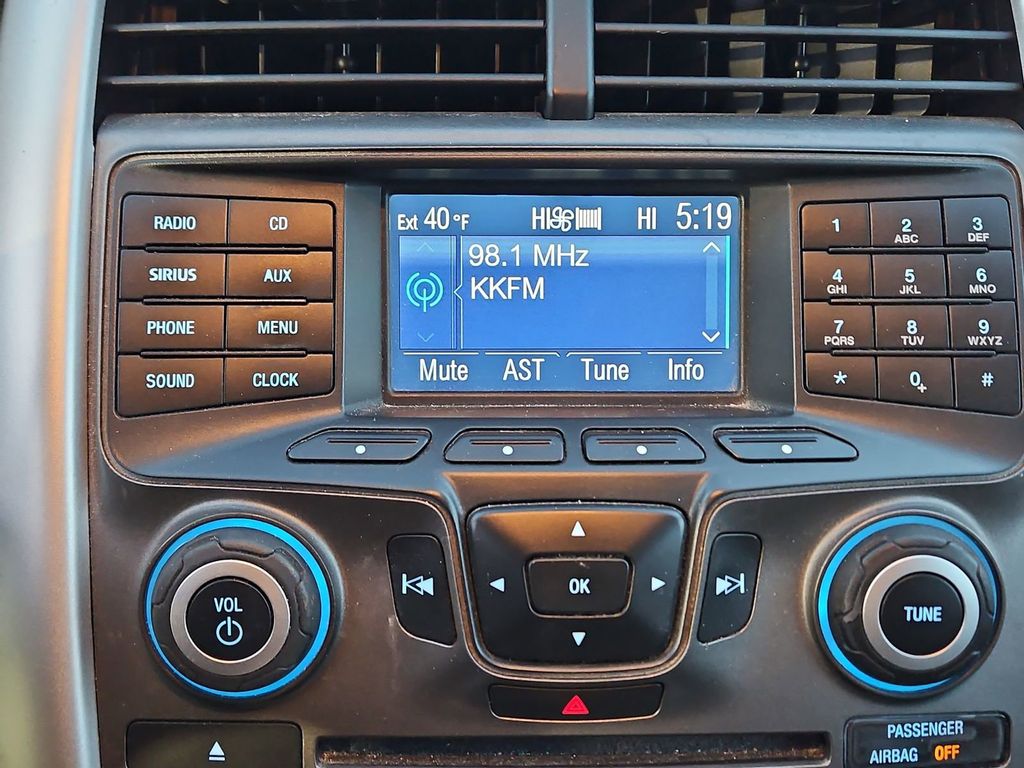 Ext 40°F HI HI 5:19
98.1 MHz
KKFM
Mute AST Tune Info
RADIO CD
SIRIUS AUX
PHONE MENU
SOUND CLOCK
1 2 ABC 3 DEF
4 GHI 5 JKL 6 MNO
7 PQRS 8 TUV 9 WXYZ
* 0+ #
VOL
OK
TUNE
PASSENGER
AIRBAG OFF